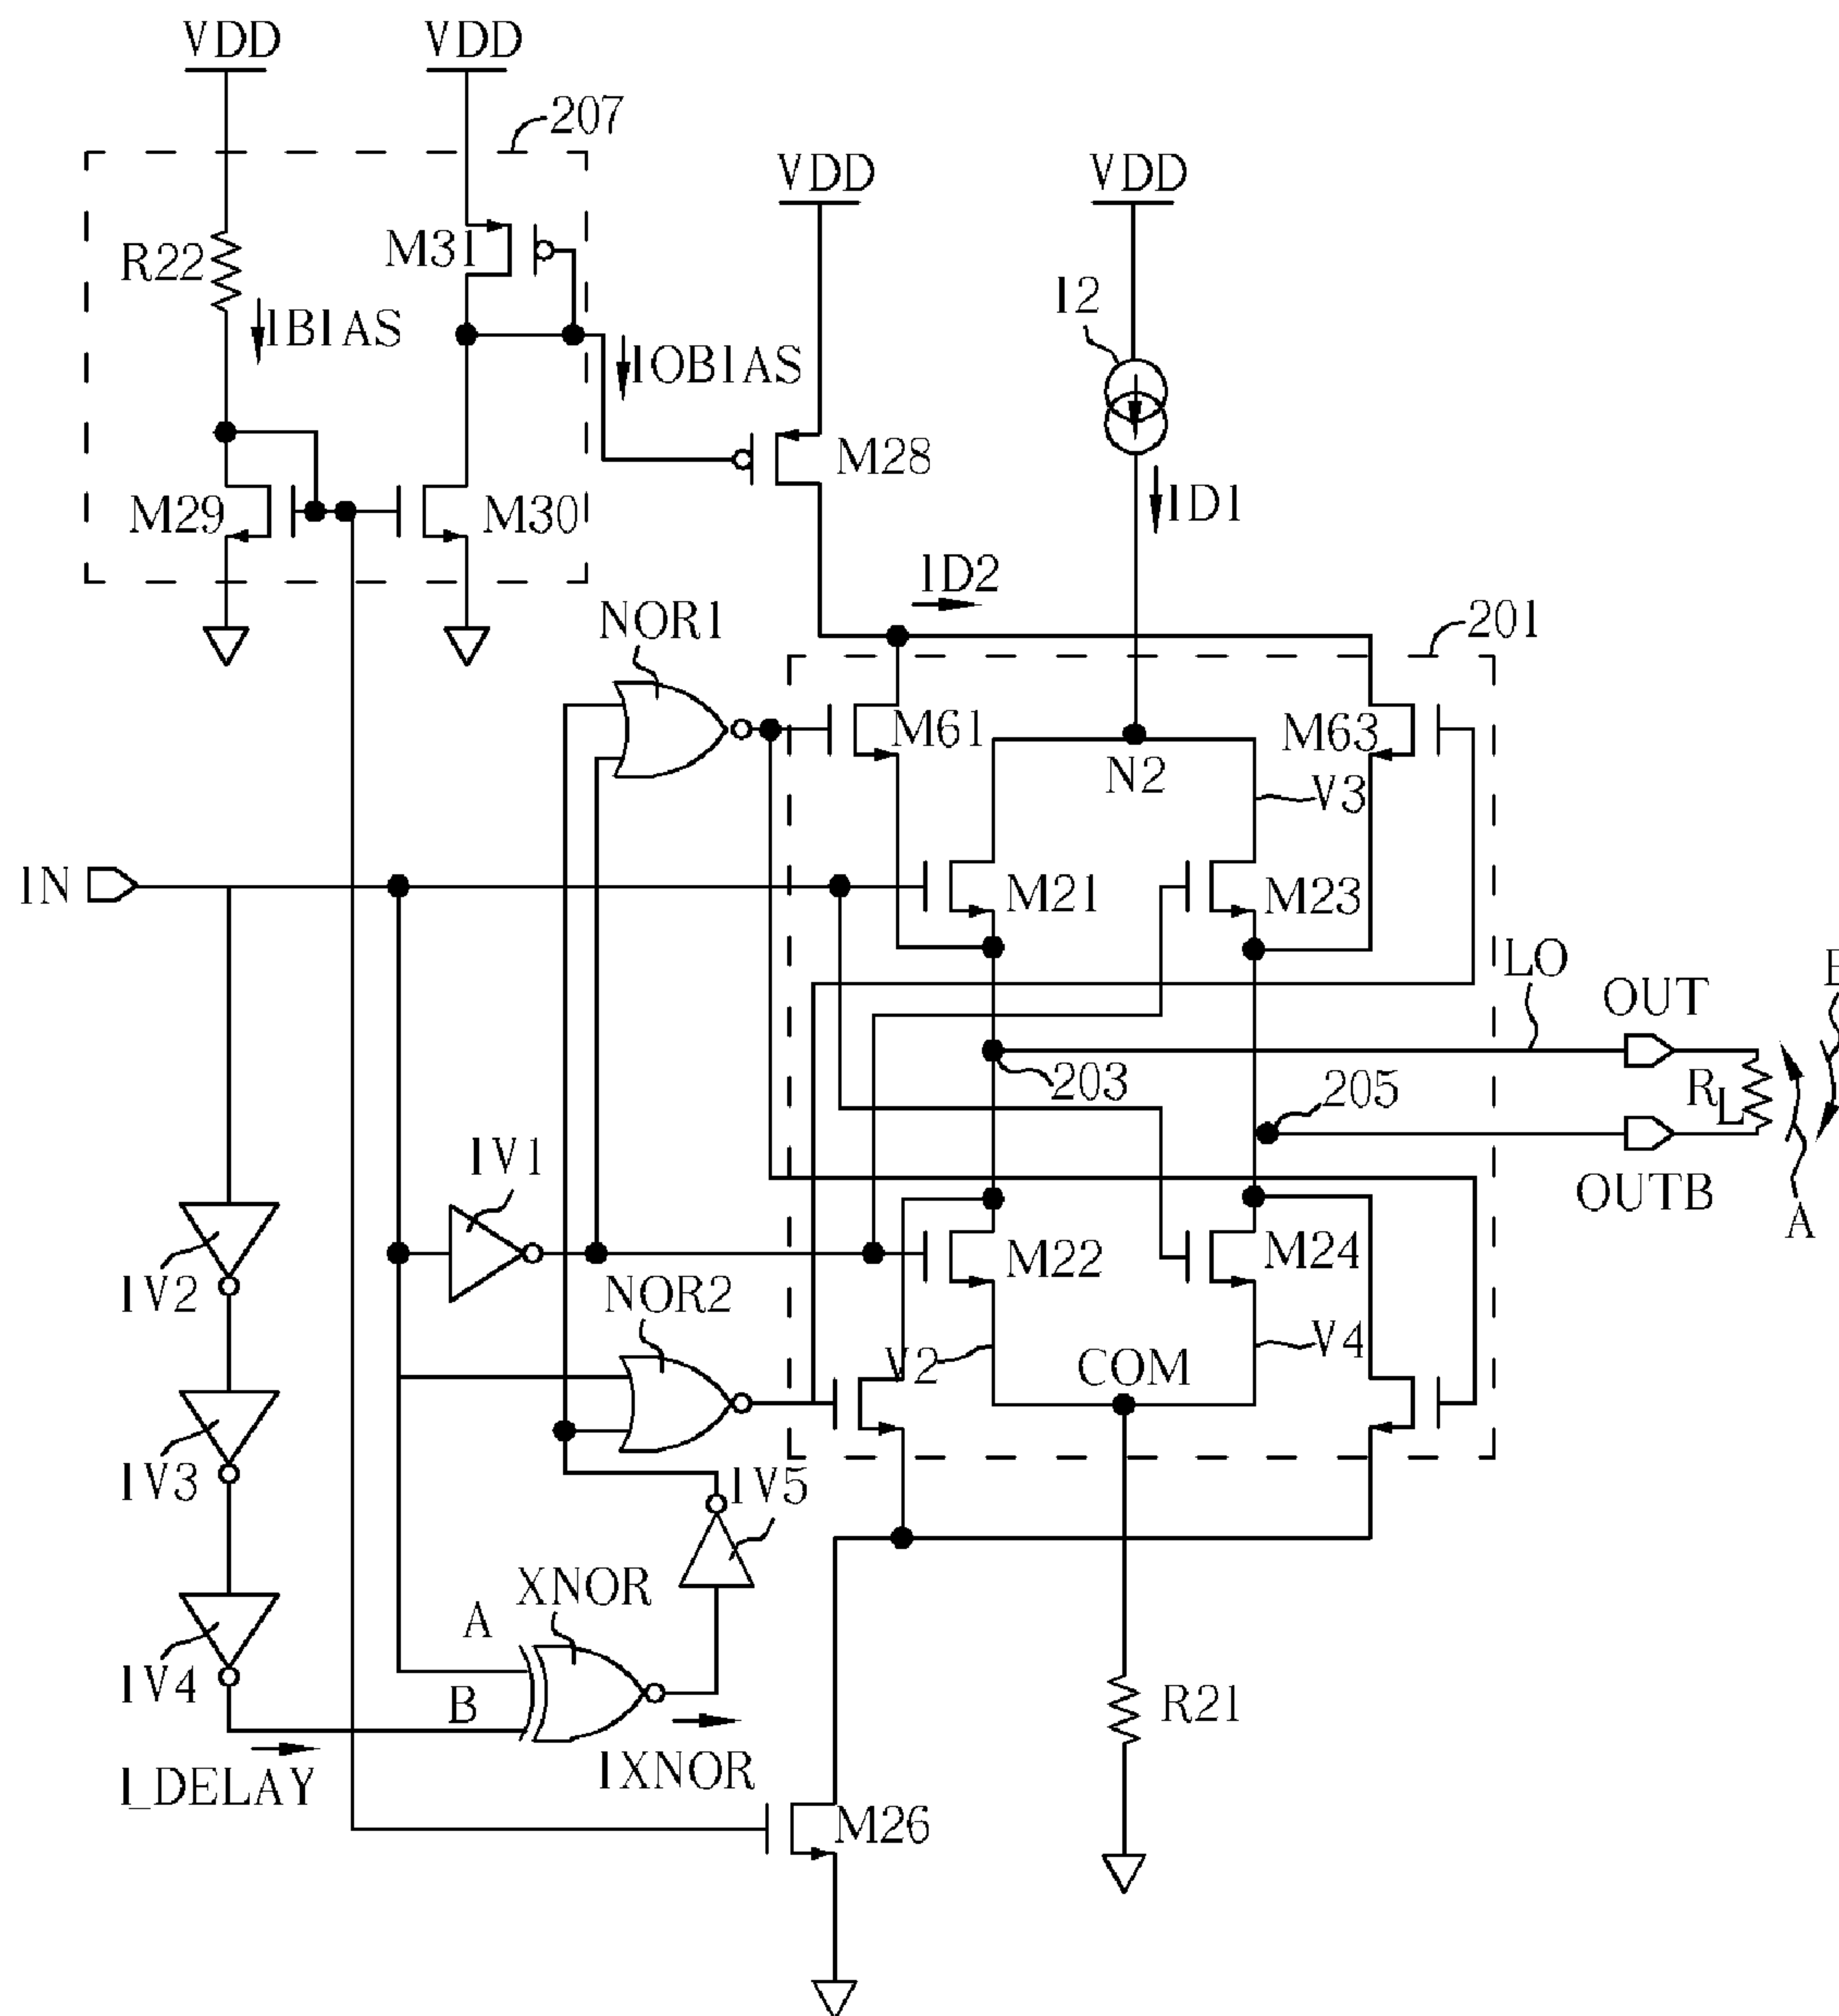 VDD
VDD
207
VDD
VDD
R22
M31
I2
IBIAS
IOBIAS
M28
M29
M30
ID1
ID2
NOR1
201
M61
M63
N2
V3
IN
M21
M23
LO
OUT
203
205
RL
IV1
OUTB
A
M22
M24
IV2
NOR2
V2
COM
V4
IV3
IV5
XNOR
A
IV4
B
R21
I_DELAY
IXNOR
M26